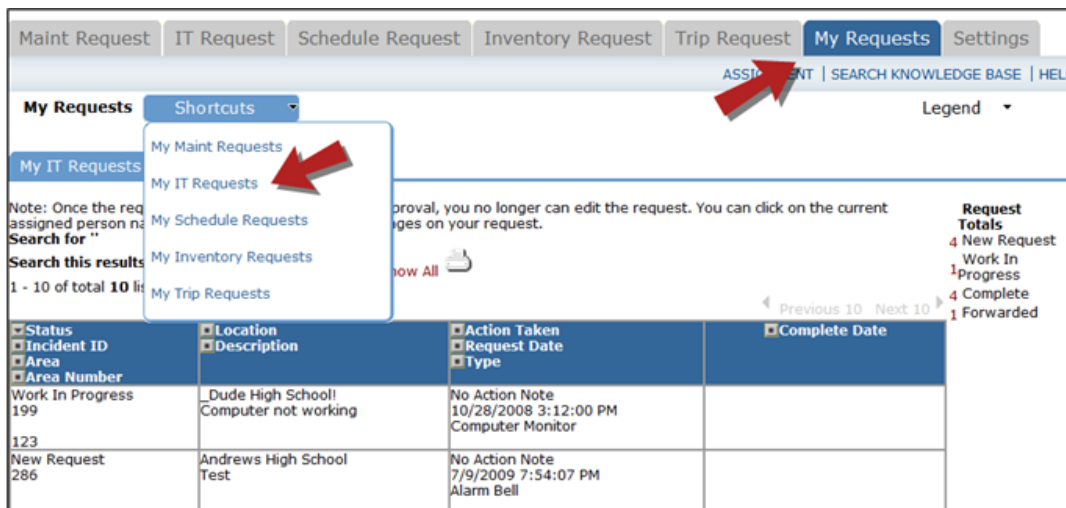 Maint Request IT Request Schedule Request Inventory Request Trip Request My Requests Settings
| SEARCH KNOWLEDGE BASE | HEL
My Requests Shortcuts Legend
My Maint Requests
My IT Requests
My IT Requests
My Schedule Requests
My Inventory Requests
My Trip Requests
Note: Once the req proval, you no longer can edit the request. You can click on the current
assigned person na ges on your request.
Search for "
Search this results ow All
1 - 10 of total 10 lis
Previous 10 Next 10
Request
Totals
4 New Request
Work In
1 Progress
4 Complete
1 Forwarded
Status Location Action Taken Complete Date
Incident ID Description Request Date
Area Type
Area Number
Work In Progress _Dude High School! No Action Note
199 Computer not working 10/28/2008 3:12:00 PM
Computer Monitor
123
New Request Andrews High School No Action Note
286 Test 7/9/2009 7:54:07 PM
Alarm Bell